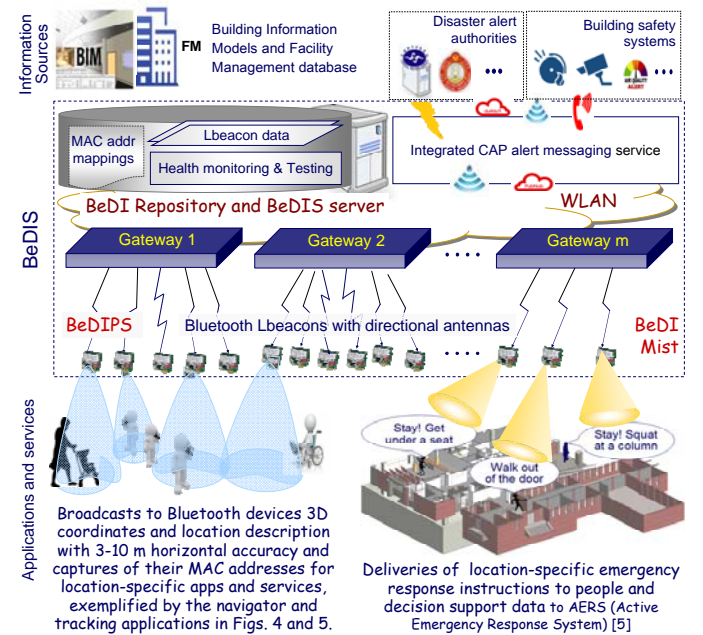 Information
Sources
BIM
FM
Building Information
Models and Facility
Management database
Disaster alert
authorities
...
Building safety
systems
ALERT
...
BeDIS
MAC addr
mappings
Lbeacon data
Health monitoring & Testing
Integrated CAP alert messaging service
BeDI Repository and BeDIS server
WLAN
Gateway 1
Gateway 2
....
Gateway m
BeDIPS
Bluetooth Lbeacons with directional antennas
BeDI
Mist
....
Applications and services
Stay! Get
under a seat
Walk out
of the door
Stay! Squat
at a column
Broadcasts to Bluetooth devices 3D
coordinates and location description
with 3-10 m horizontal accuracy and
captures of their MAC addresses for
location-specific apps and services,
exemplified by the navigator and
tracking applications in Figs. 4 and 5.
Deliveries of location-specific emergency
response instructions to people and
decision support data to AERS (Active
Emergency Response System) [5]